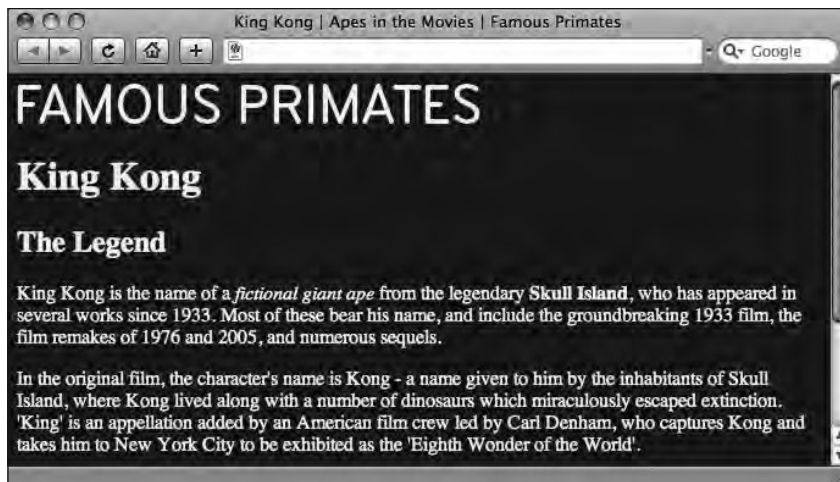 King Kong | Apes in the Movies | Famous Primates
Google
FAMOUS PRIMATES
King Kong
The Legend
King Kong is the name of a fictional giant ape from the legendary Skull Island, who has appeared in
several works since 1933. Most of these bear his name, and include the groundbreaking 1933 film, the
film remakes of 1976 and 2005, and numerous sequels.
In the original film, the character's name is Kong - a name given to him by the inhabitants of Skull
Island, where Kong lived along with a number of dinosaurs which miraculously escaped extinction.
'King' is an appellation added by an American film crew led by Carl Denham, who captures Kong and
takes him to New York City to be exhibited as the 'Eighth Wonder of the World'.